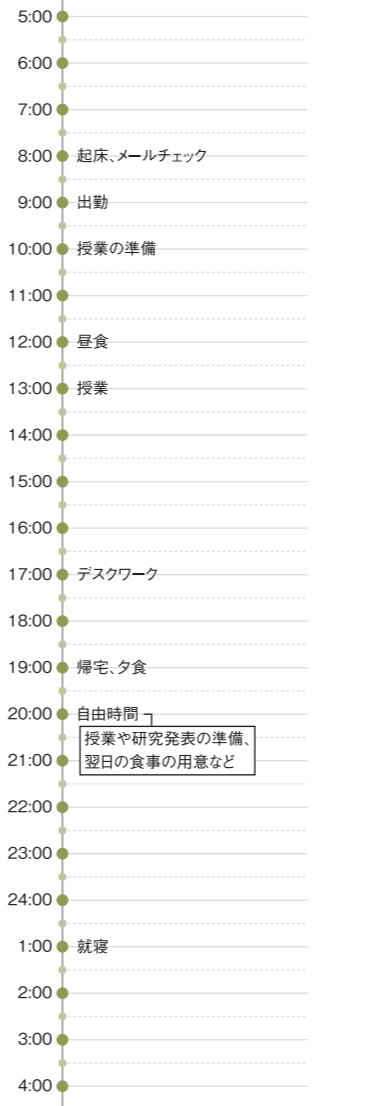 5:00
6:00
7:00
8:00 起床、メールチェック
9:00 出勤
10:00 授業の準備
11:00
12:00 昼食
13:00 授業
14:00
15:00
16:00
17:00 デスクワーク
18:00
19:00 帰宅、夕食
20:00 自由時間
授業や研究発表の準備、
21:00 翌日の食事の用意など
22:00
23:00
24:00
1:00 就寝
2:00
3:00
4:00